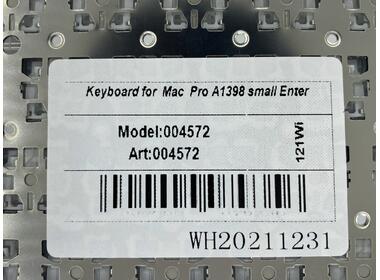 Keyboard for Mac Pro A1398 small Enter
Model:004572
Art:004572
121Wi
WH20211231